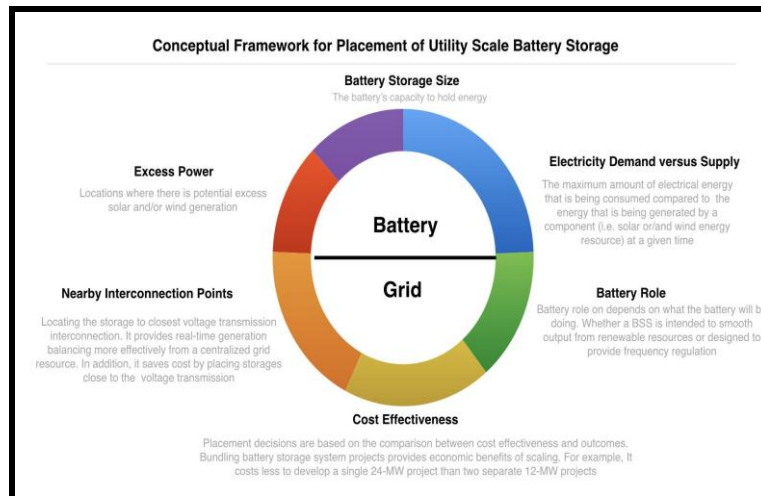 Conceptual Framework for Placement of Utility Scale Battery Storage
Battery Storage Size
The battery's capacity to hold energy
Excess Power
Locations where there is potential excess
solar and/or wind generation
Electricity Demand versus Supply
The maximum amount of electrical energy
that is being consumed compared to the
energy that is being generated by a
component (i.e. solar or/and wind energy
resource) at a given time
Battery
Grid
Nearby Interconnection Points
Locating the storage to closest voltage transmission
interconnection. It provides real-time generation
balancing more effectively from a centralized grid
resource. In addition, it saves cost by placing storages
close to the voltage transmission
Battery Role
Battery role on depends on what the battery will b
doing. Whether a BSS is intended to smooth
output from renewable resources or designed to
provide frequency regulation
Cost Effectiveness
Placement decisions are based on the comparison between cost effectiveness and outcomes.
Bundling battery storage system projects provides economic benefits of scaling. For example, It
costs less to develop a single 24-MW project than two separate 12-MW projects